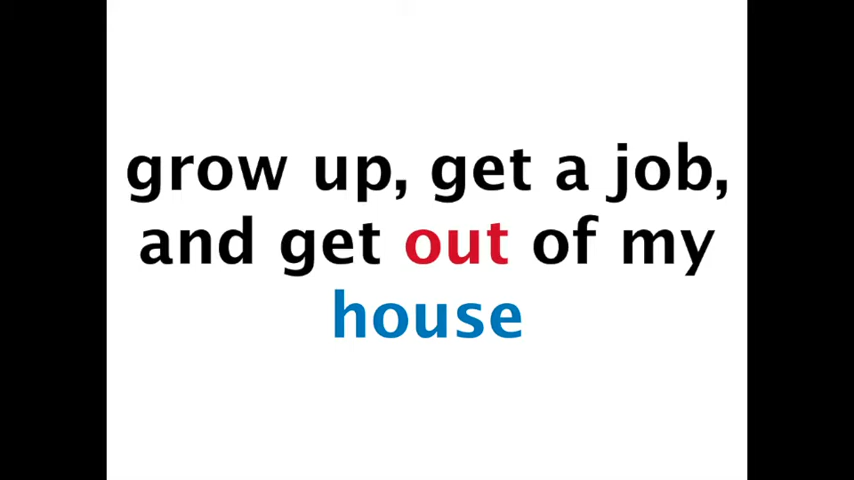 grow up, get a job,
and get out of my
house